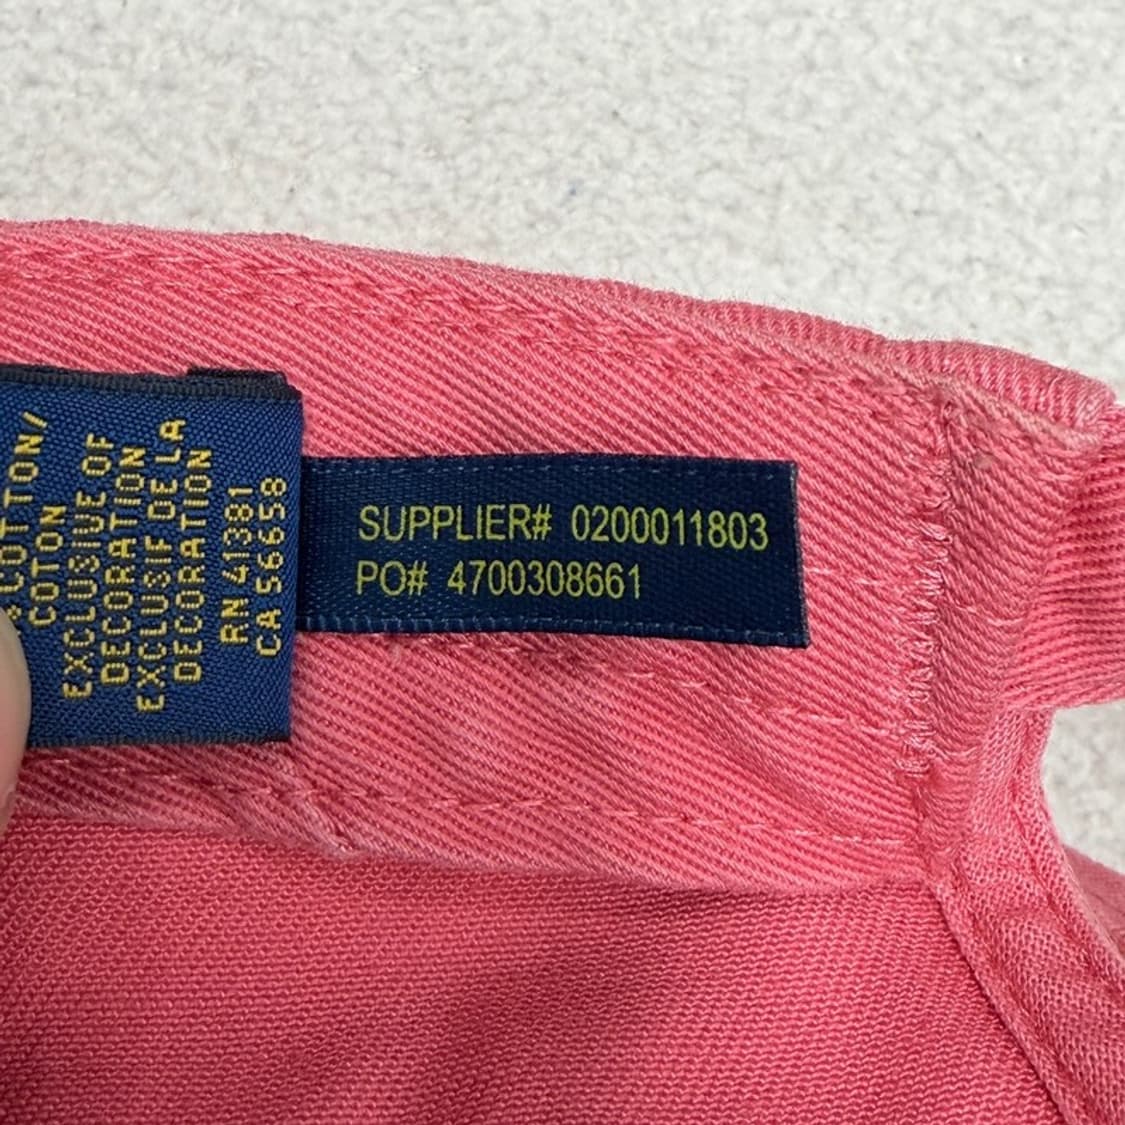 COTTON/
COTON
EXCLUSIVE OF
DECORATION
EXCLUSIF DE LA
DECORATION
RN 41381
CA 56658
SUPPLIER# 0200011803
PO# 4700308661